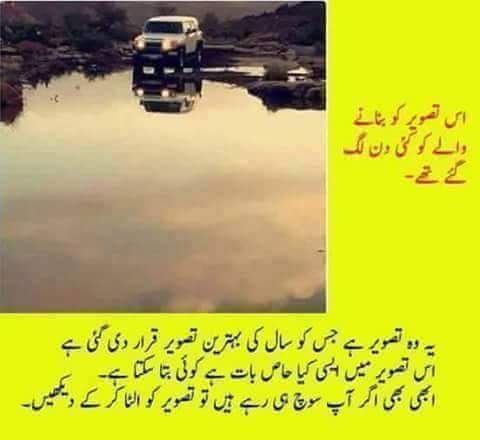 اس تصویر کو بنانے
والے کو کئی دن لگ
گئے تھے۔
یہ وہ تصویر ہے جس کو سال کی بہترین تصویر قرار دی گئی ہے
اس تصویر میں ایسی کیا خاص بات ہے کوئی بتا سکتا ہے۔
ابھی بھی اگر آپ سوچ ہی رہے ہیں تو تصویر کو الٹا کر کے دیکھیں۔